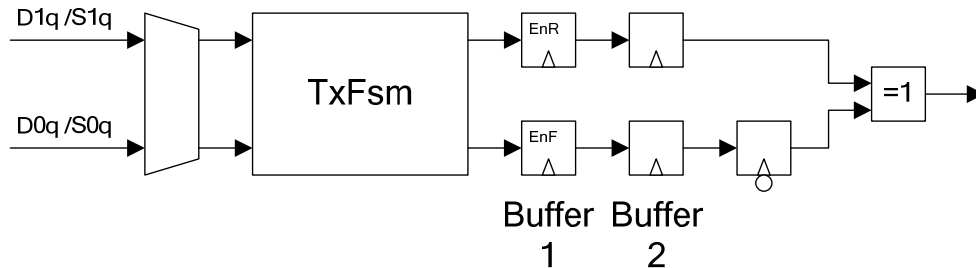 D1q /S1q
EnR
TxFsm
=1
D0q /S0q
EnF
Buffer
1
Buffer
2